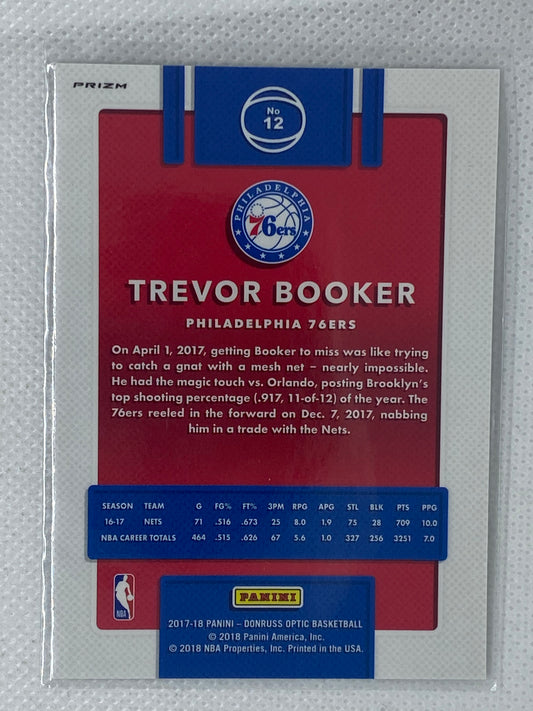 PRIZM
No
12
PHILADELPHIA
76ers
TREVOR BOOKER
PHILADELPHIA 76ERS
On April 1, 2017, getting Booker to miss was like trying
to catch a gnat with a mesh net – nearly impossible.
He had the magic touch vs. Orlando, posting Brooklyn's
top shooting percentage (.917, 11-of-12) of the year. The
76ers reeled in the forward on Dec. 7, 2017, nabbing
him in a trade with the Nets.
SEASON TEAM G FG% FT% 3PM RPG APG STL BLK PTS PPG
16-17 NETS 71 .516 .673 25 8.0 1.9 75 28 709 10.0
NBA CAREER TOTALS 464 .515 .626 67 5.6 1.0 327 256 3251 7.0
PANINI
NBA
2017-18 PANINI – DONRUSS OPTIC BASKETBALL
© 2018 Panini America, Inc.
© 2018 NBA Properties, Inc. Printed in the USA.